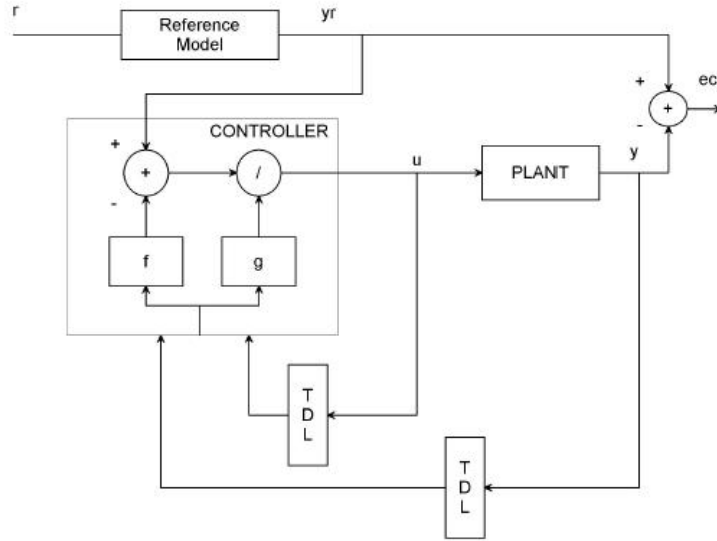 r
Reference
Model
yr
+
ec
+
-
CONTROLLER
+
+
/
-
u
PLANT
y
f
g
T
D
L
T
D
L